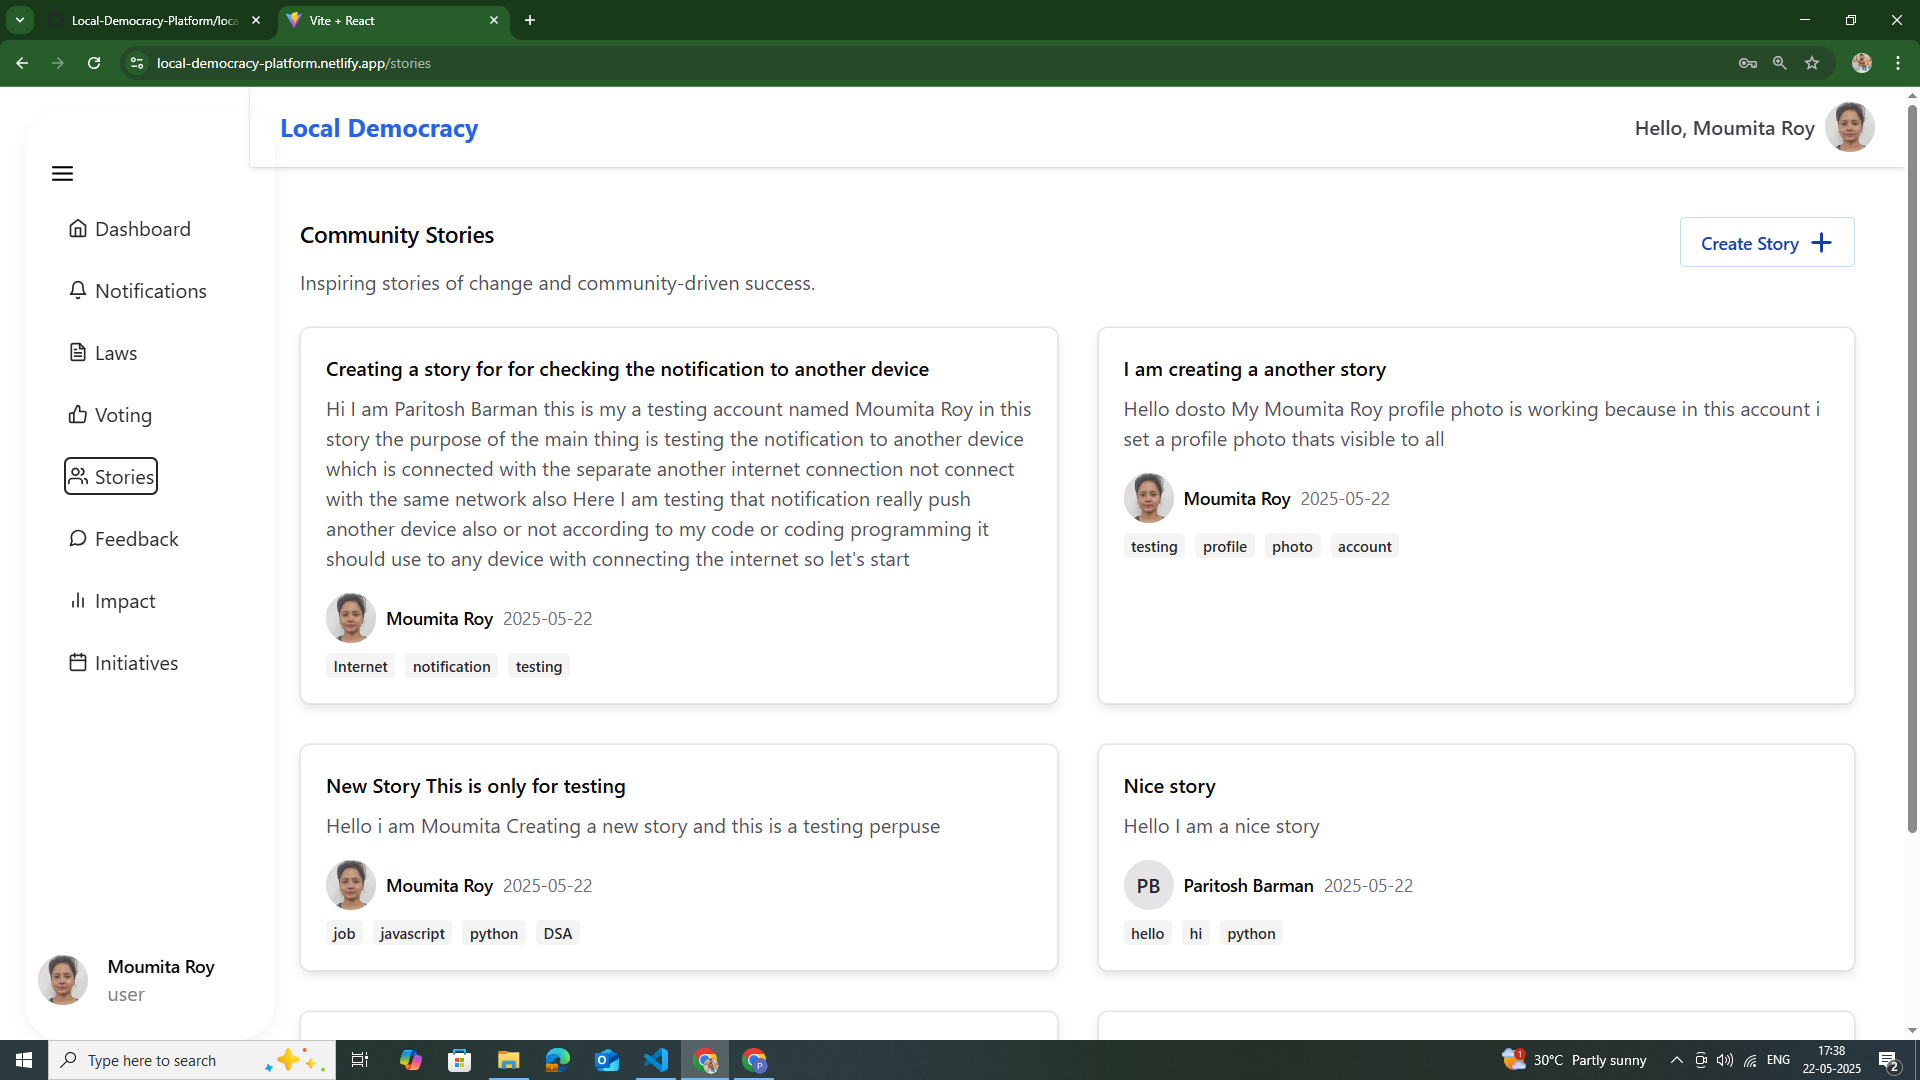 Local-Democracy-Platform/loca
Vite + React
local-democracy-platform.netlify.app/stories
Local Democracy
Hello, Moumita Roy
Dashboard
Notifications
Laws
Voting
Stories
Feedback
Impact
Initiatives
Moumita Roy
user
Community Stories
Create Story
Inspiring stories of change and community-driven success.
Creating a story for for checking the notification to another device
Hi I am Paritosh Barman this is my a testing account named Moumita Roy in this
story the purpose of the main thing is testing the notification to another device
which is connected with the separate another internet connection not connect
with the same network also Here I am testing that notification really push
another device also or not according to my code or coding programming it
should use to any device with connecting the internet so let's start
Moumita Roy 2025-05-22
Internet notification testing
I am creating a another story
Hello dosto My Moumita Roy profile photo is working because in this account i
set a profile photo thats visible to all
Moumita Roy 2025-05-22
testing profile photo account
New Story This is only for testing
Hello i am Moumita Creating a new story and this is a testing perpuse
Moumita Roy 2025-05-22
job javascript python DSA
Nice story
Hello I am a nice story
PB Paritosh Barman 2025-05-22
hello hi python
Type here to search
P
1
30°C Partly sunny
ENG
17:38
22-05-2025
2